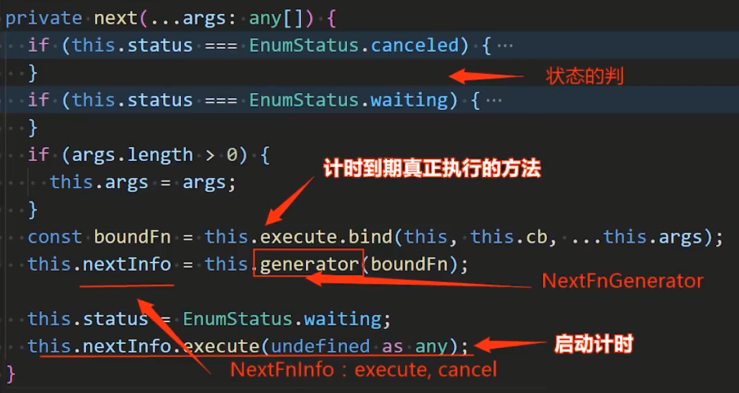 private next(...args: any[]) {
if (this.status === EnumStatus.canceled) {…
}
状态的判
if (this.status === EnumStatus.waiting) {…
}
if (args.length > 0) {
计时到期真正执行的方法
this.args = args;
}
const boundFn = this.execute.bind(this, this.cb, ...this.args);
this.nextInfo = this.generator(boundFn);
NextFnGenerator
this.status = EnumStatus.waiting;
this.nextInfo.execute(undefined as any);
启动计时
NextFnInfo：execute, cancel
}